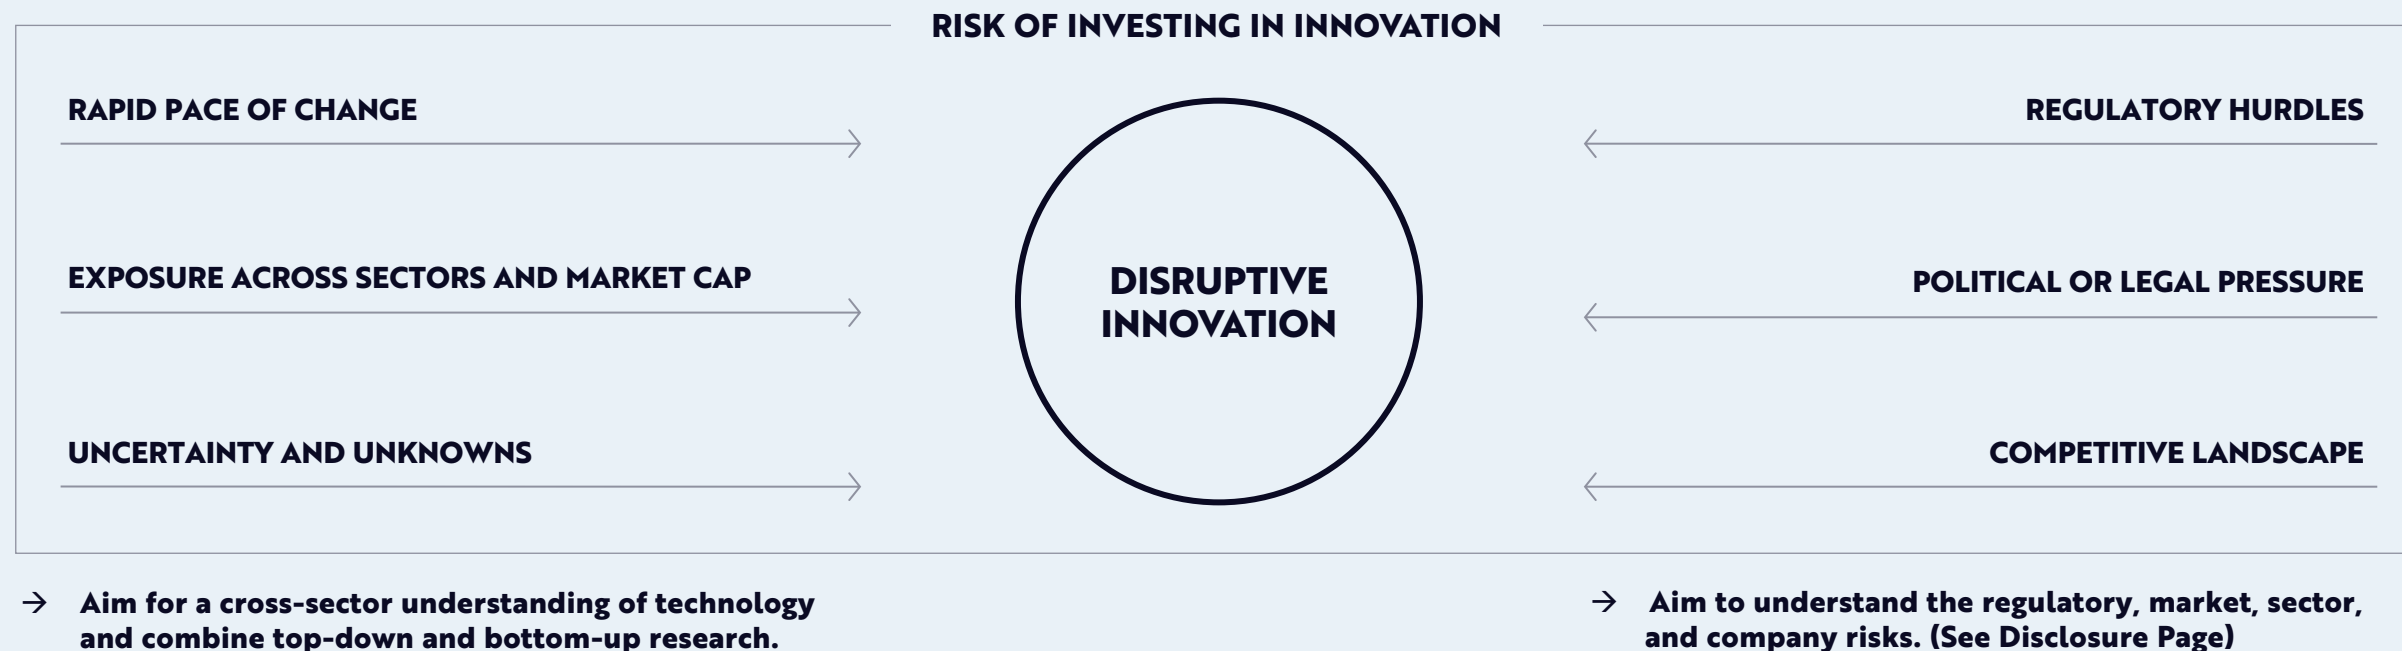 RISK OF INVESTING IN INNOVATION
RAPID PACE OF CHANGE
EXPOSURE ACROSS SECTORS AND MARKET CAP
UNCERTAINTY AND UNKNOWNS
DISRUPTIVE
INNOVATION
REGULATORY HURDLES
POLITICAL OR LEGAL PRESSURE
COMPETITIVE LANDSCAPE
→ Aim for a cross-sector understanding of technology
and combine top-down and bottom-up research.
→ Aim to understand the regulatory, market, sector,
and company risks. (See Disclosure Page)